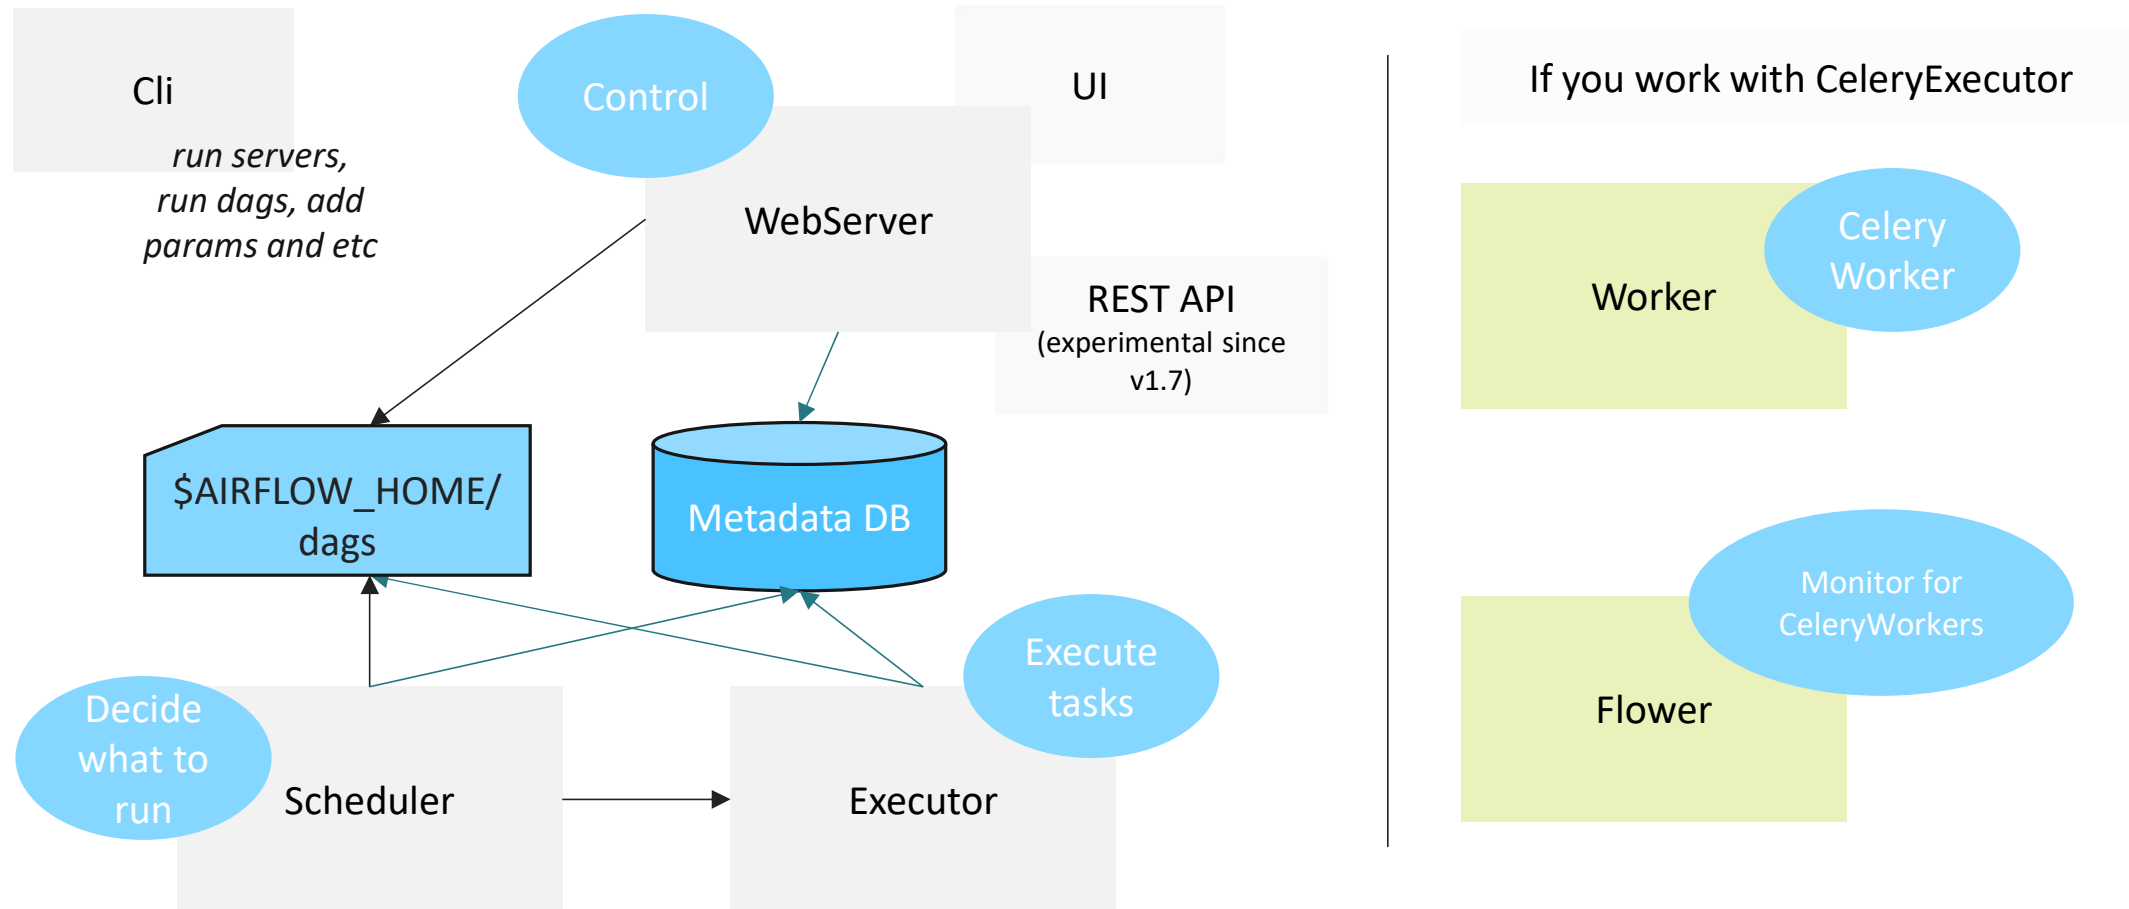 Cli
run servers,
run dags, add
params and etc
Control
UI
WebServer
REST API
(experimental since
v1.7)
$AIRFLOW_HOME/
dags
Metadata DB
Decide
what to
run
Scheduler
Execute
tasks
Executor
If you work with CeleryExecutor
Celery
Worker
Worker
Monitor for
CeleryWorkers
Flower